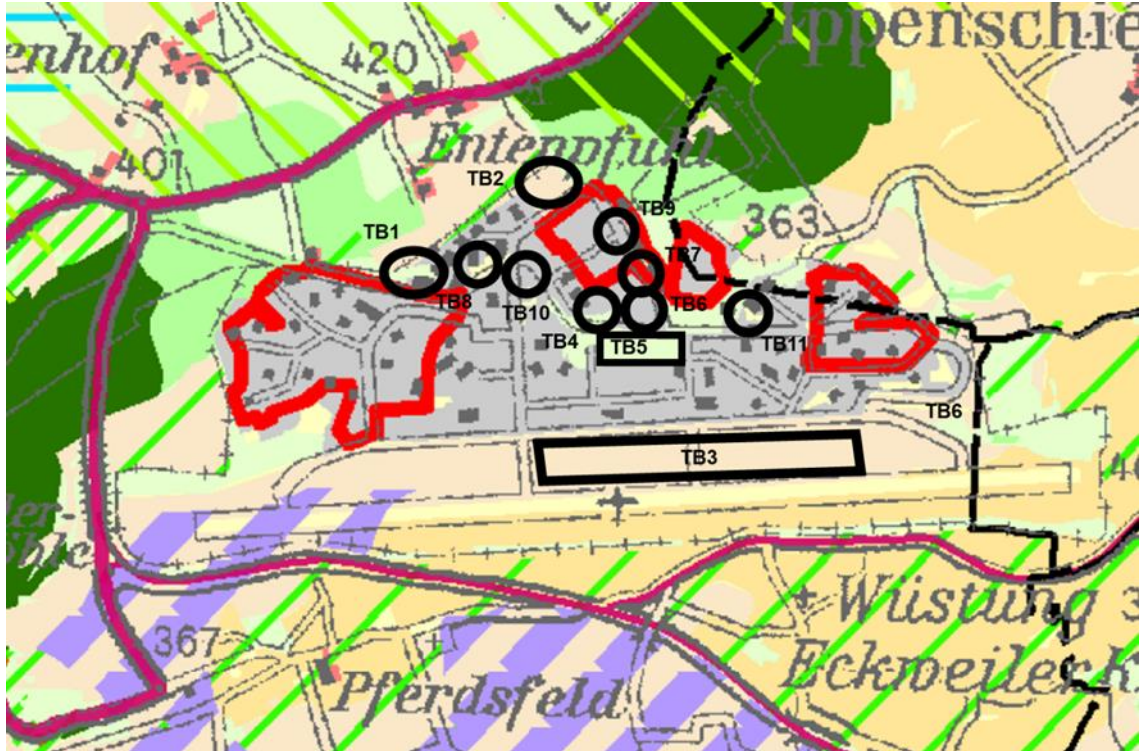 enhof
420
Ippenschie
Entenpfuhl
401
TB2
TB9
TB1
363
TB7
TB8
TB10
TB6
TB4
TB5
TB11
TB6
TB3
Wüstung 3
367
Eckweiler K
Pferdsfeld